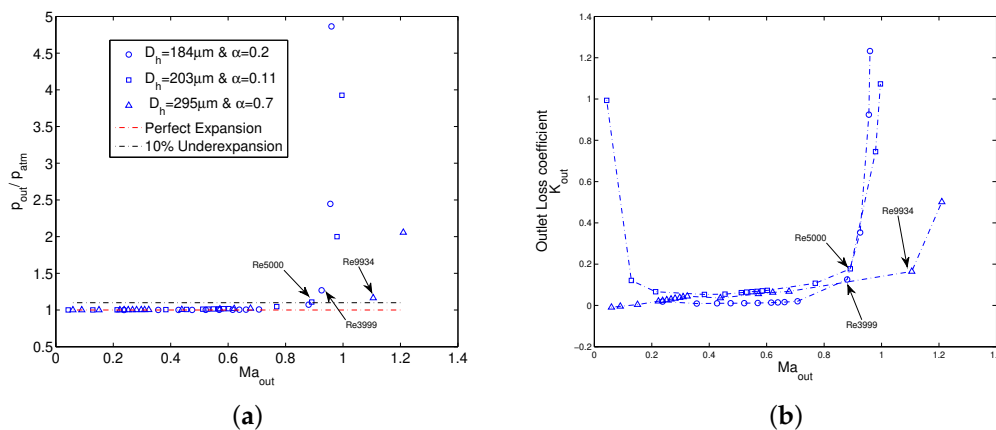 5
4.5
4
3.5
3
2.5
2
1.5
1
0.5
p_out / p_atm
D_h=184μm & α=0.2
D_h=203μm & α=0.11
D_h=295μm & α=0.7
Perfect Expansion
10% Underexpansion
Re5000
Re9934
Re3999
0 0.2 0.4 0.6 0.8 1 1.2 1.4
Ma_out
(a)
1.4
1.2
1
0.8
0.6
0.4
0.2
0
−0.2
Outlet Loss coefficient
K_out
Re9934
Re5000
Re3999
0 0.2 0.4 0.6 0.8 1 1.2 1.4
Ma_out
(b)